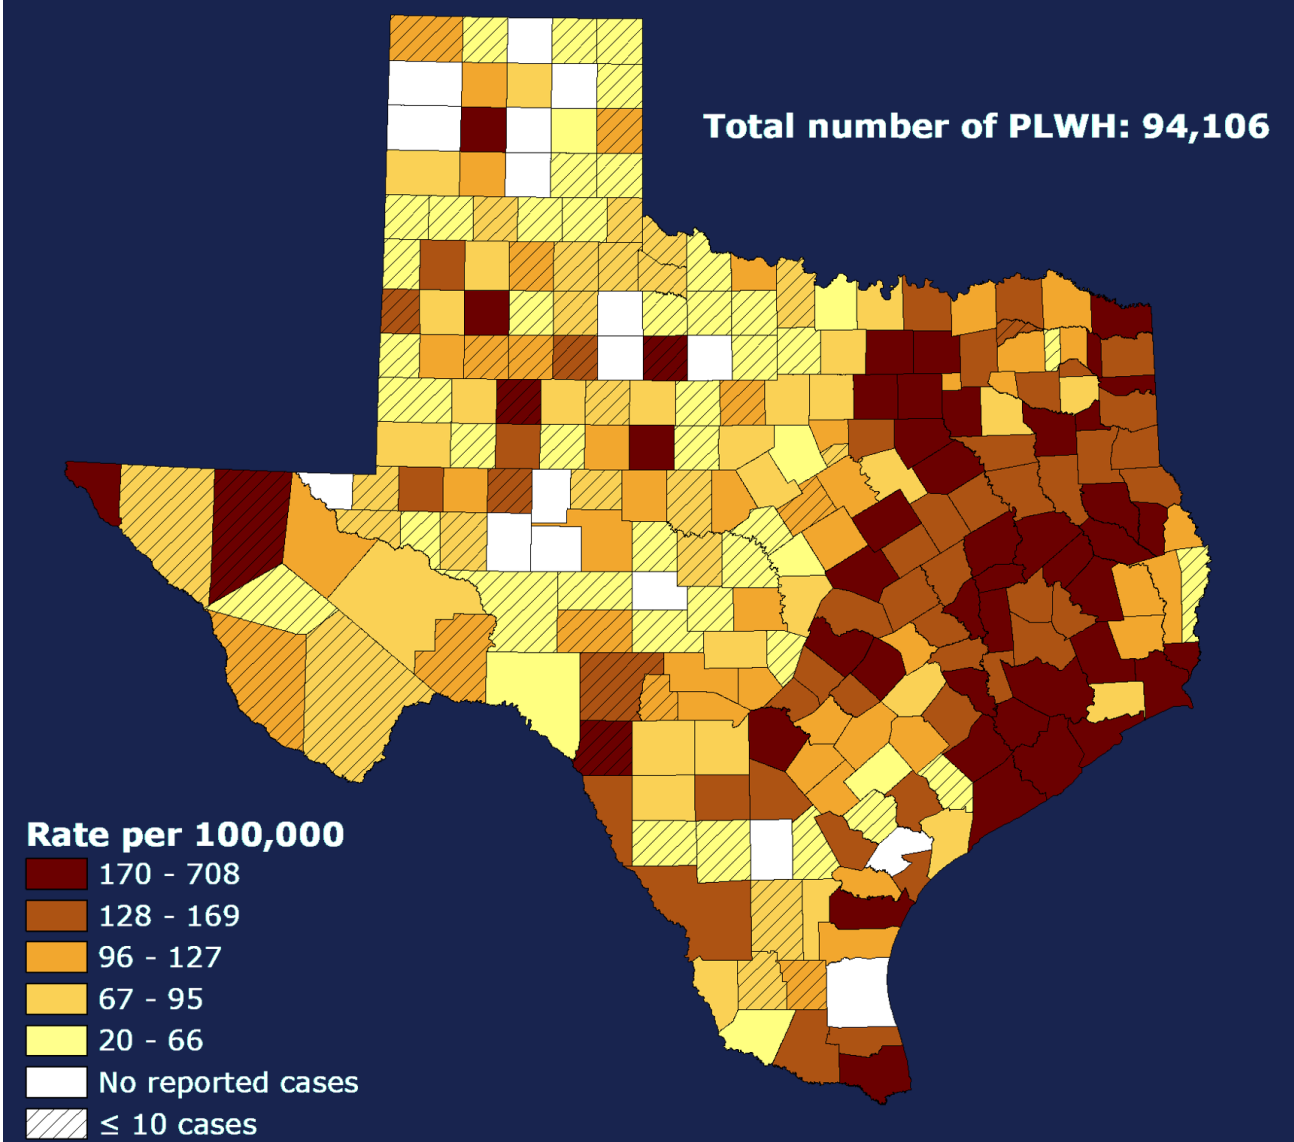 Total number of PLWH: 94,106
Rate per 100,000
170 - 708
128 - 169
96 - 127
67 - 95
20 - 66
No reported cases
≤ 10 cases